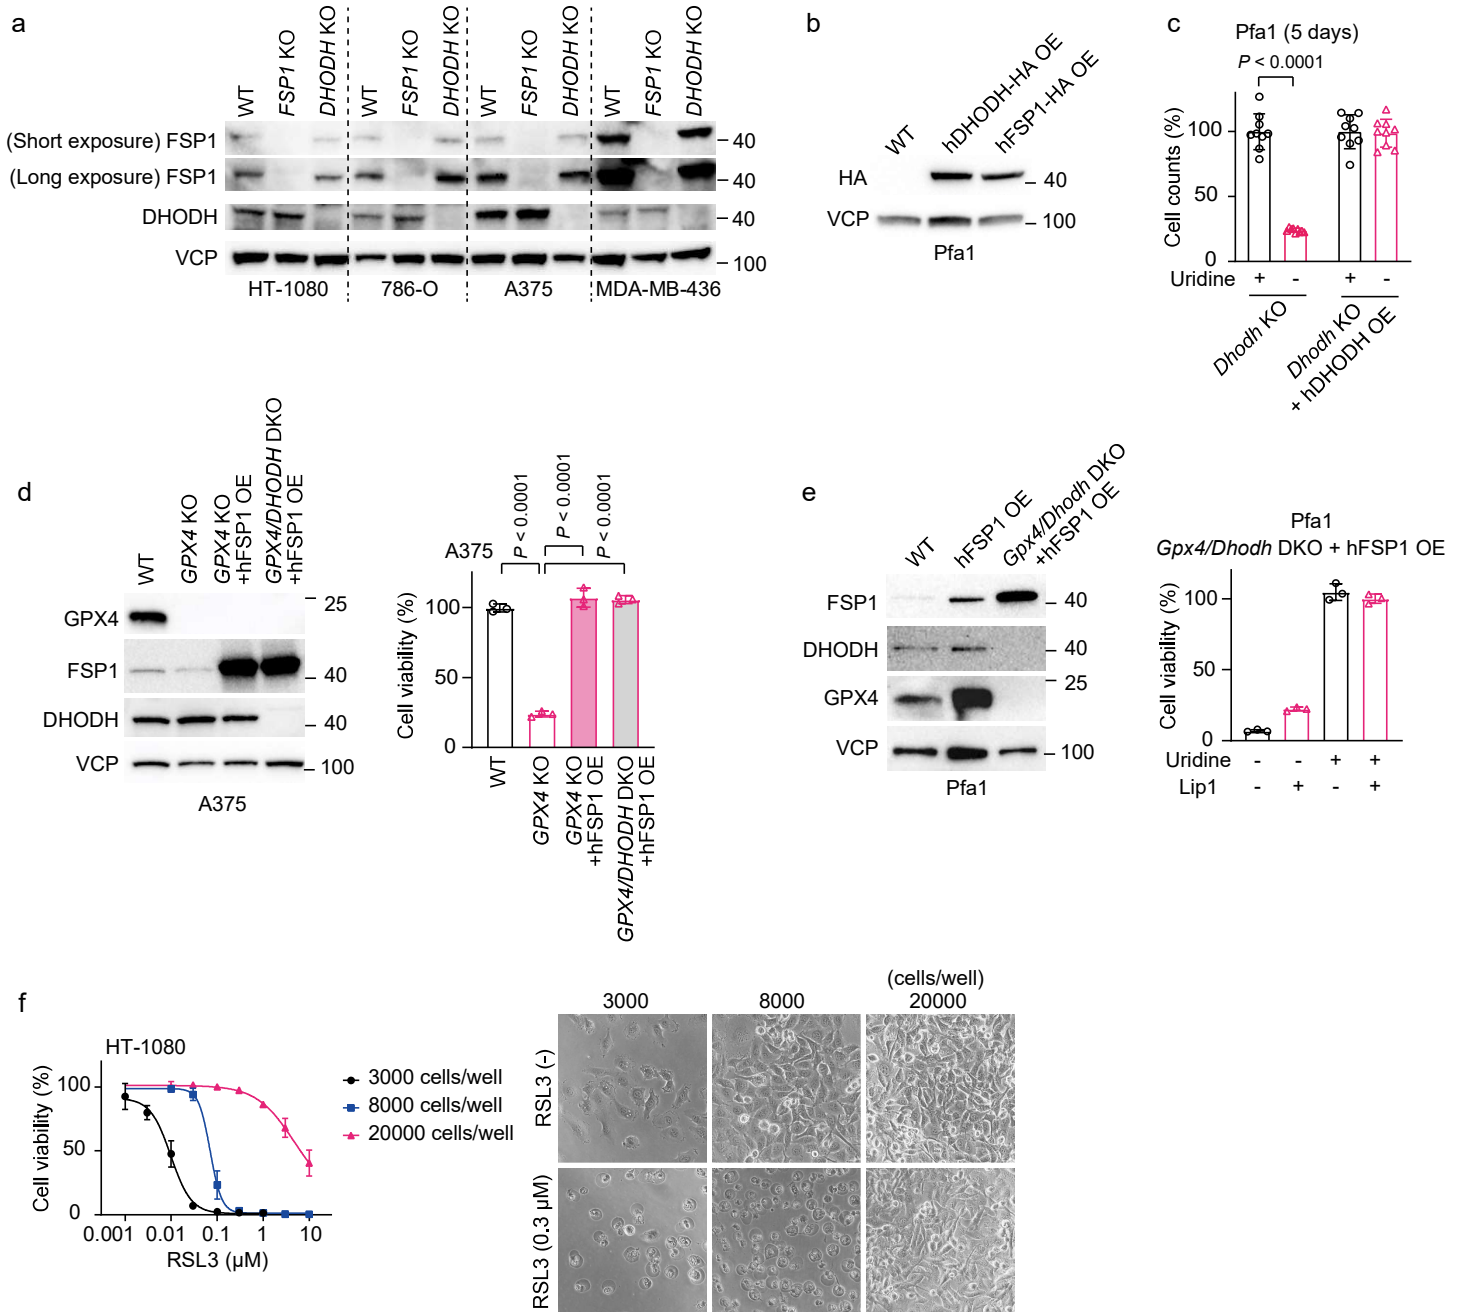 a
WT
FSP1 KO
DHODH KO
WT
FSP1 KO
DHODH KO
WT
FSP1 KO
DHODH KO
WT
FSP1 KO
DHODH KO
(Short exposure) FSP1
40
(Long exposure) FSP1
40
DHODH
40
VCP
100
HT-1080
786-O
A375
MDA-MB-436
b
WT
hDHODH-HA OE
hFSP1-HA OE
HA
40
VCP
100
Pfa1
c
Pfa1 (5 days)
P < 0.0001
Cell counts (%)
100
50
0
Uridine + - + -
Dhodh KO
Dhodh KO
+ hDHODH OE
d
WT
GPX4 KO
GPX4 KO
+hFSP1 OE
GPX4/DHODH DKO
+hFSP1 OE
GPX4
25
FSP1
40
DHODH
40
VCP
100
A375
A375
P < 0.0001
P < 0.0001
P < 0.0001
Cell viability (%)
100
50
0
WT
GPX4 KO
GPX4 KO
+hFSP1 OE
GPX4/DHODH DKO
+hFSP1 OE
e
WT
hFSP1 OE
Gpx4/Dhodh DKO
+hFSP1 OE
FSP1
40
DHODH
40
GPX4
25
VCP
100
Pfa1
Pfa1
Gpx4/Dhodh DKO + hFSP1 OE
Cell viability (%)
100
50
0
Uridine - - + +
Lip1 - + - +
f
HT-1080
Cell viability (%)
100
50
0
0.001 0.01 0.1 1 10
RSL3 (µM)
3000 cells/well
8000 cells/well
20000 cells/well
(cells/well)
3000 8000 20000
RSL3 (-)
RSL3 (0.3 µM)